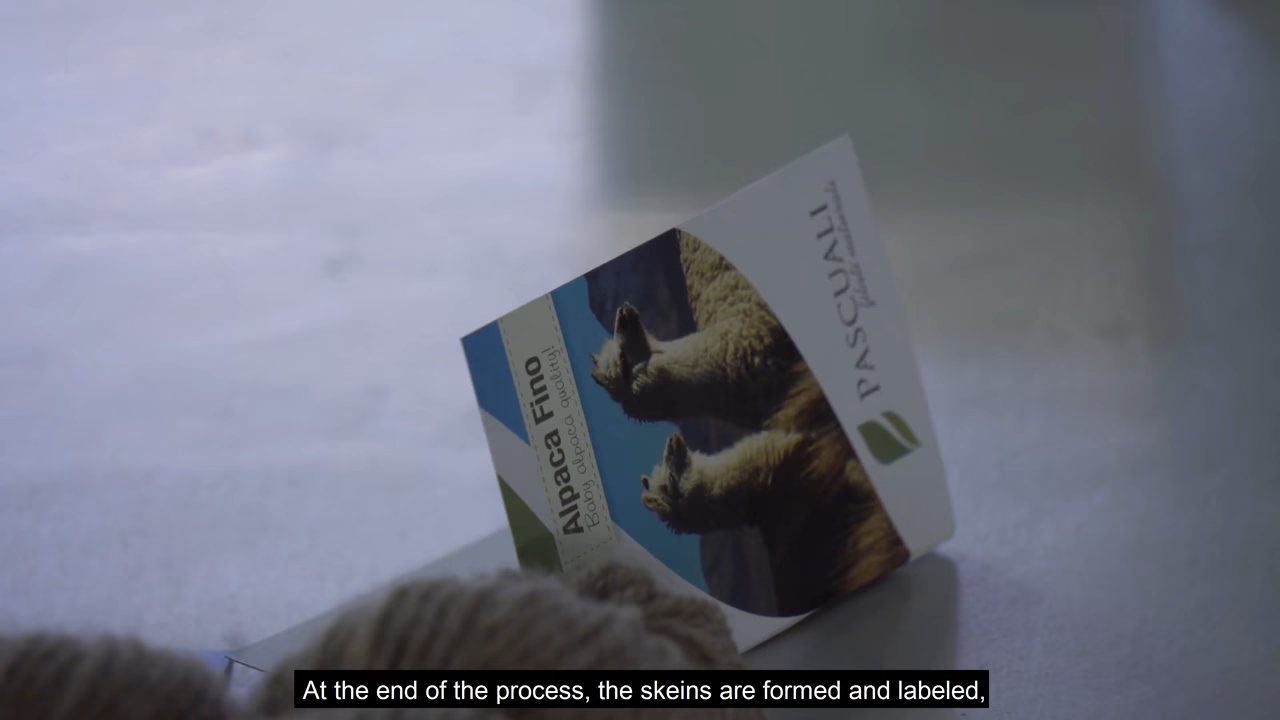 PASCUALI
Alpaca Fino
Baby alpaca quality!
At the end of the process, the skeins are formed and labeled,